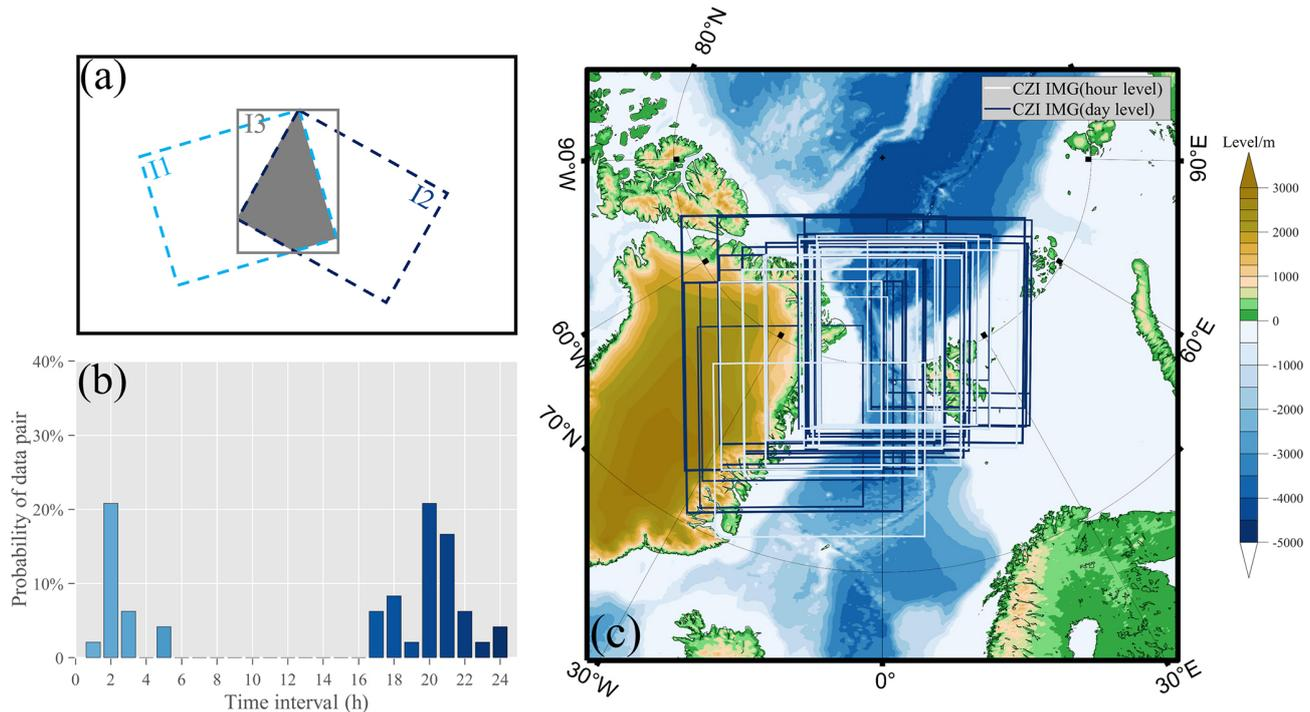 (a)
I1
I3
I2
(b)
Probability of data pair
40%
30%
20%
10%
0
0 2 4 6 8 10 12 14 16 18 20 22 24
Time interval (h)
80°N
CZI IMG(hour level)
CZI IMG(day level)
90°W
90°E
60°W
60°E
70°N
(c)
30°W
0°
30°E
Level/m
3000
2000
1000
0
-1000
-2000
-3000
-4000
-5000